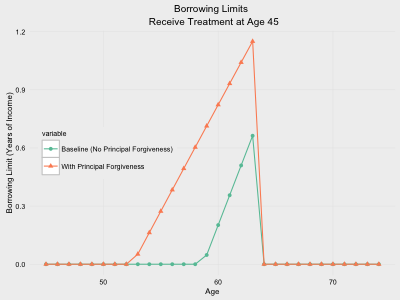 Borrowing Limits
Receive Treatment at Age 45
Borrowing Limit (Years of Income)
1.2
0.9
0.6
0.3
0.0
variable
Baseline (No Principal Forgiveness)
With Principal Forgiveness
50
60
70
Age